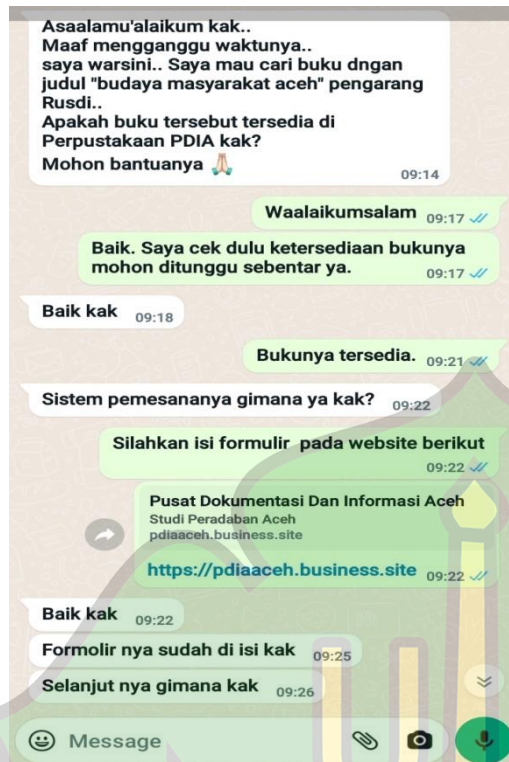 Asaalamu'alaikum kak..
Maaf mengganggu waktunya..
saya warsini.. Saya mau cari buku dngan
judul "budaya masyarakat aceh" pengarang
Rusdi..
Apakah buku tersebut tersedia di
Perpustakaan PDIA kak?
Mohon bantuanya 🙏🏻
09:14
Waalaikumsalam 09:17
Baik. Saya cek dulu ketersediaan bukunya
mohon ditunggu sebentar ya. 09:17
Baik kak 09:18
Bukunya tersedia. 09:21
Sistem pemesananya gimana ya kak? 09:22
Silahkan isi formulir pada website berikut
09:22
Pusat Dokumentasi Dan Informasi Aceh
Studi Peradaban Aceh
pdiaaceh.business.site
https://pdiaaceh.business.site 09:22
Baik kak 09:22
Formolir nya sudah di isi kak 09:25
Selanjut nya gimana kak 09:26
Message